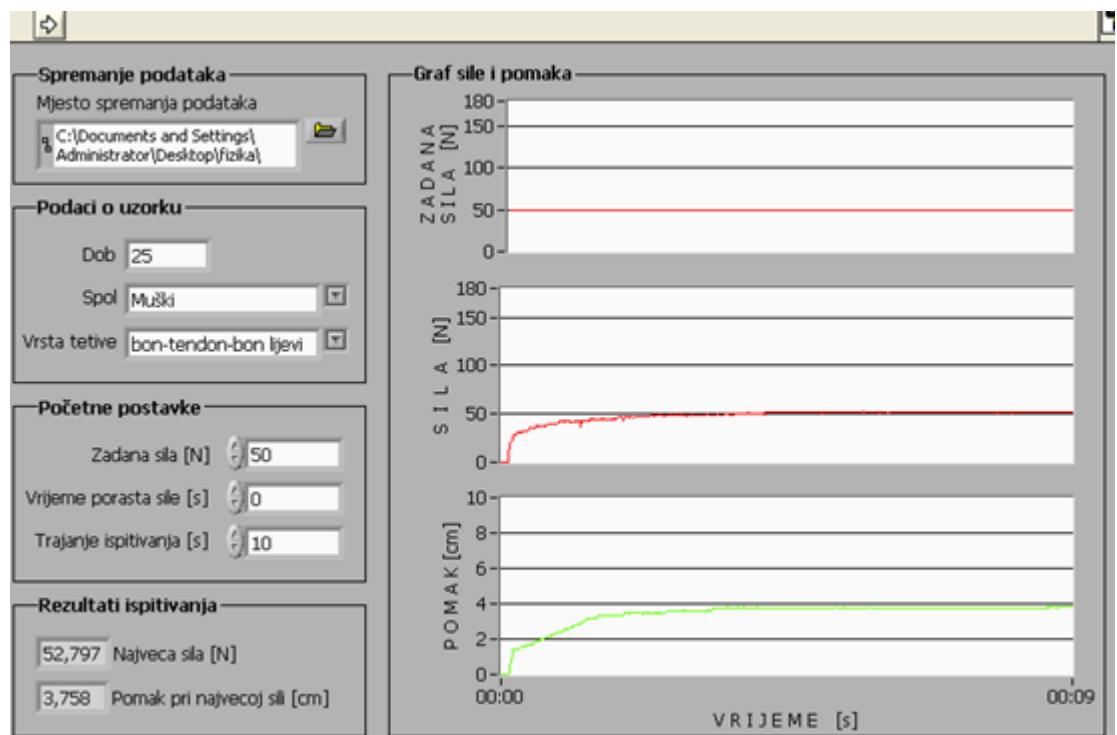 Spremanje podataka
Mjesto spremanja podataka
C:\Documents and Settings\
Administrator\Desktop\fizika\
Podaci o uzorku
Dob 25
Spol Muški
Vrsta tetive bon-tendon-bon lijevi
Početne postavke
Zadana sila [N] 50
Vrijeme porasta sile [s] 0
Trajanje ispitivanja [s] 10
Rezultati ispitivanja
52,797 Najveca sila [N]
3,758 Pomak pri najvecoj sili [cm]
Graf sile i pomaka
ZADANA
SILA [N]
180
150
100
50
0
SILA [N]
180
150
100
50
0
POMAK [cm]
10
8
6
4
2
0
00:00 00:09
VRIJEME [s]